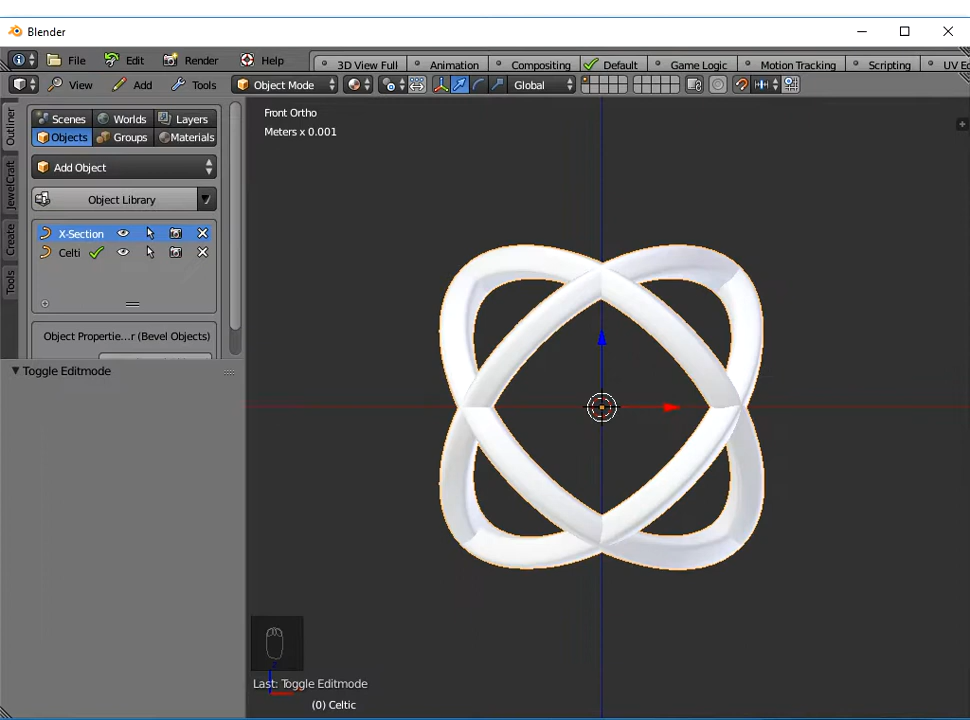 Blender
File Edit Render Help 3D View Full Animation Compositing Default Game Logic Motion Tracking Scripting UV Ed
View Add Tools Object Mode Global
Outliner
JewelCraft
Create
Tools
Scenes Worlds Layers
Objects Groups Materials
Add Object
Object Library
X-Section
Celti
Object Propertie...r (Bevel Objects)
Toggle Editmode
Front Ortho
Meters x 0.001
Last: Toggle Editmode
(0) Celtic